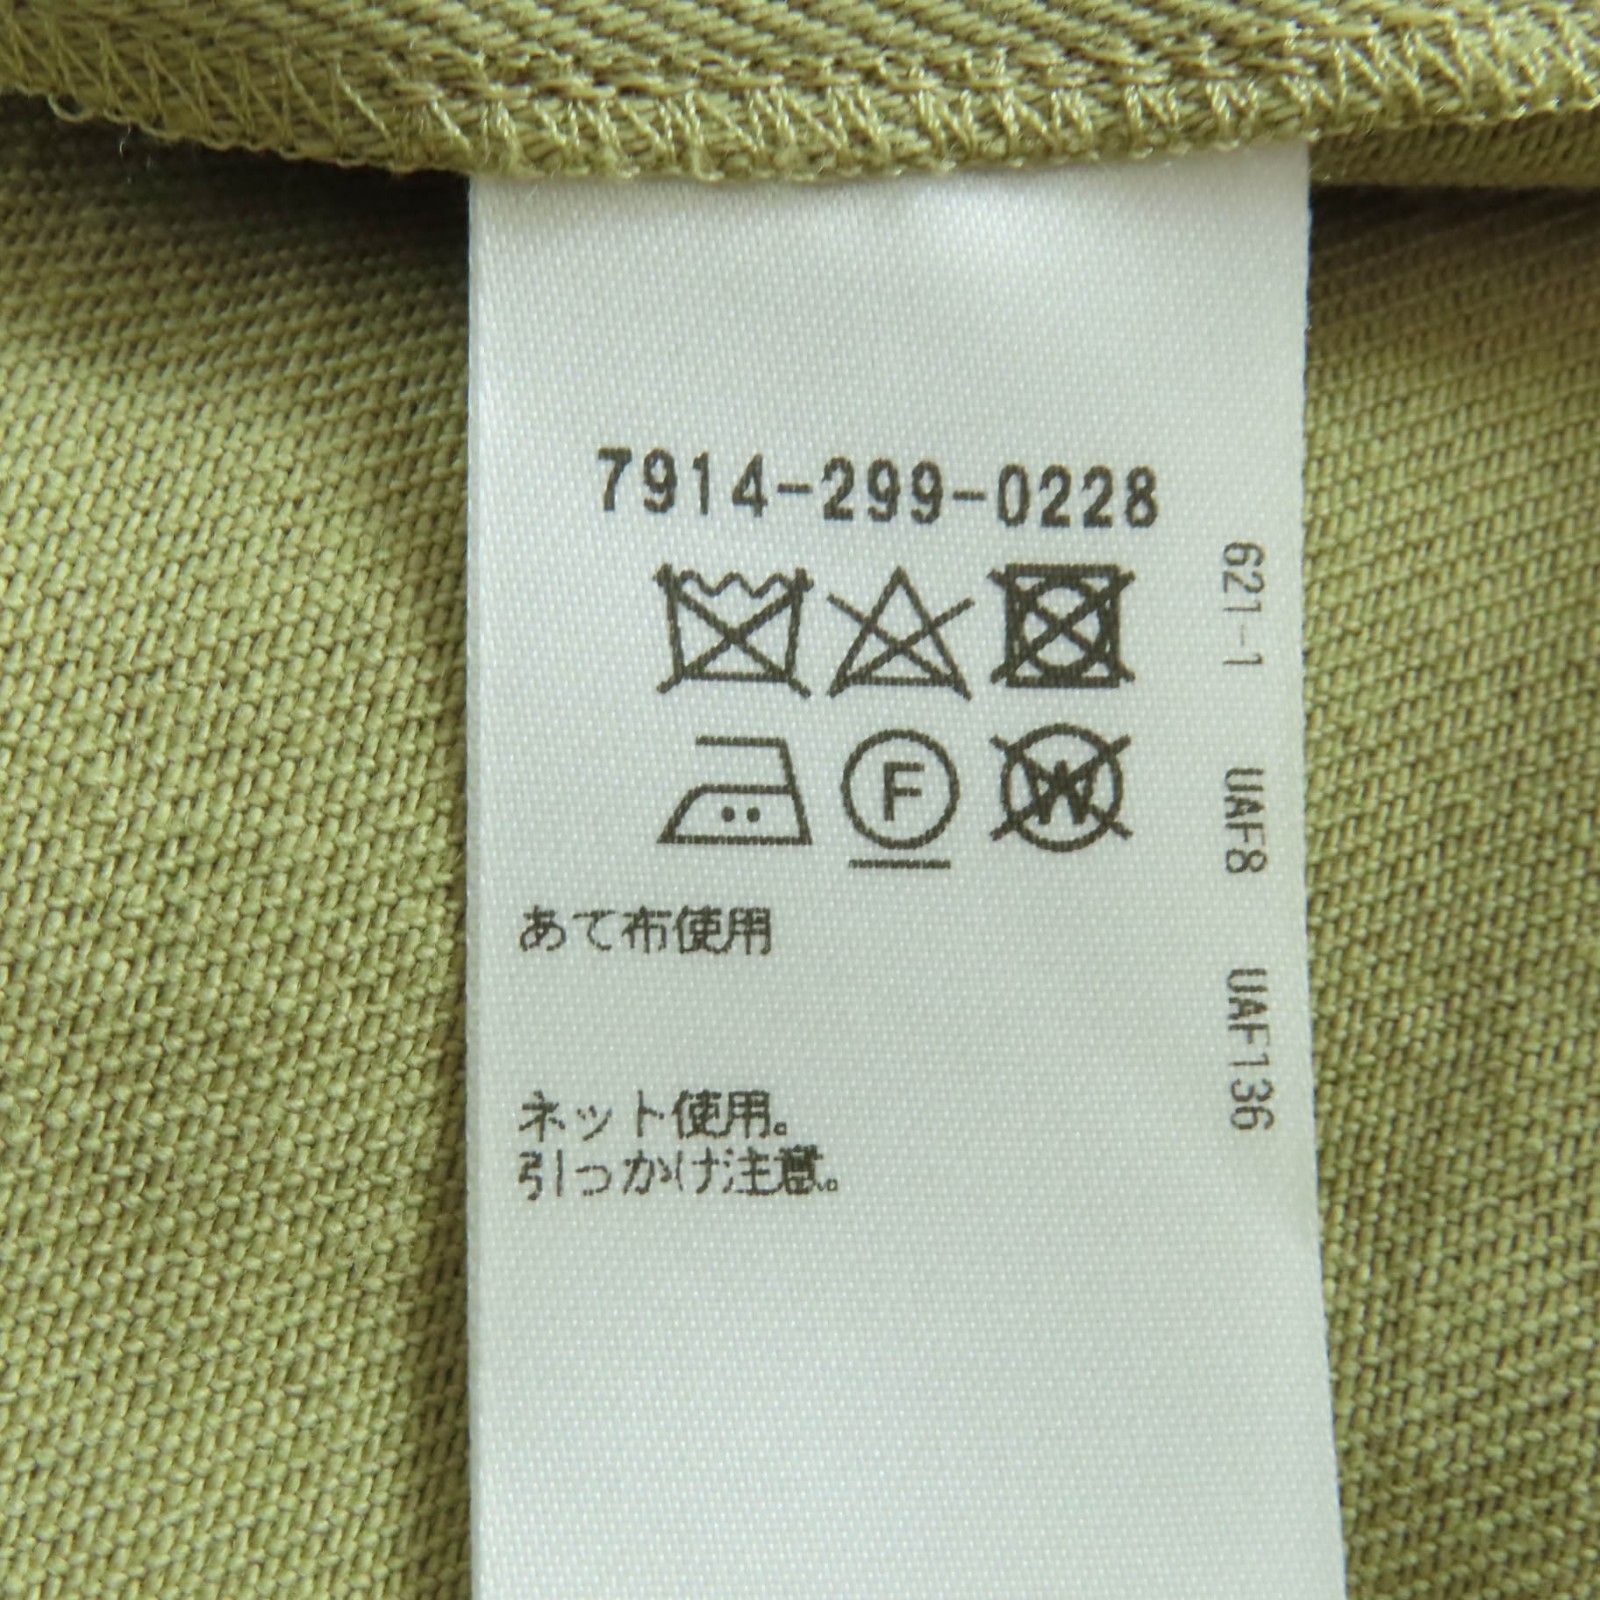 7914-299-0228
F
W
あて布使用
ネット使用。
引っかけ注意。
621-1 UAF8 UAF136